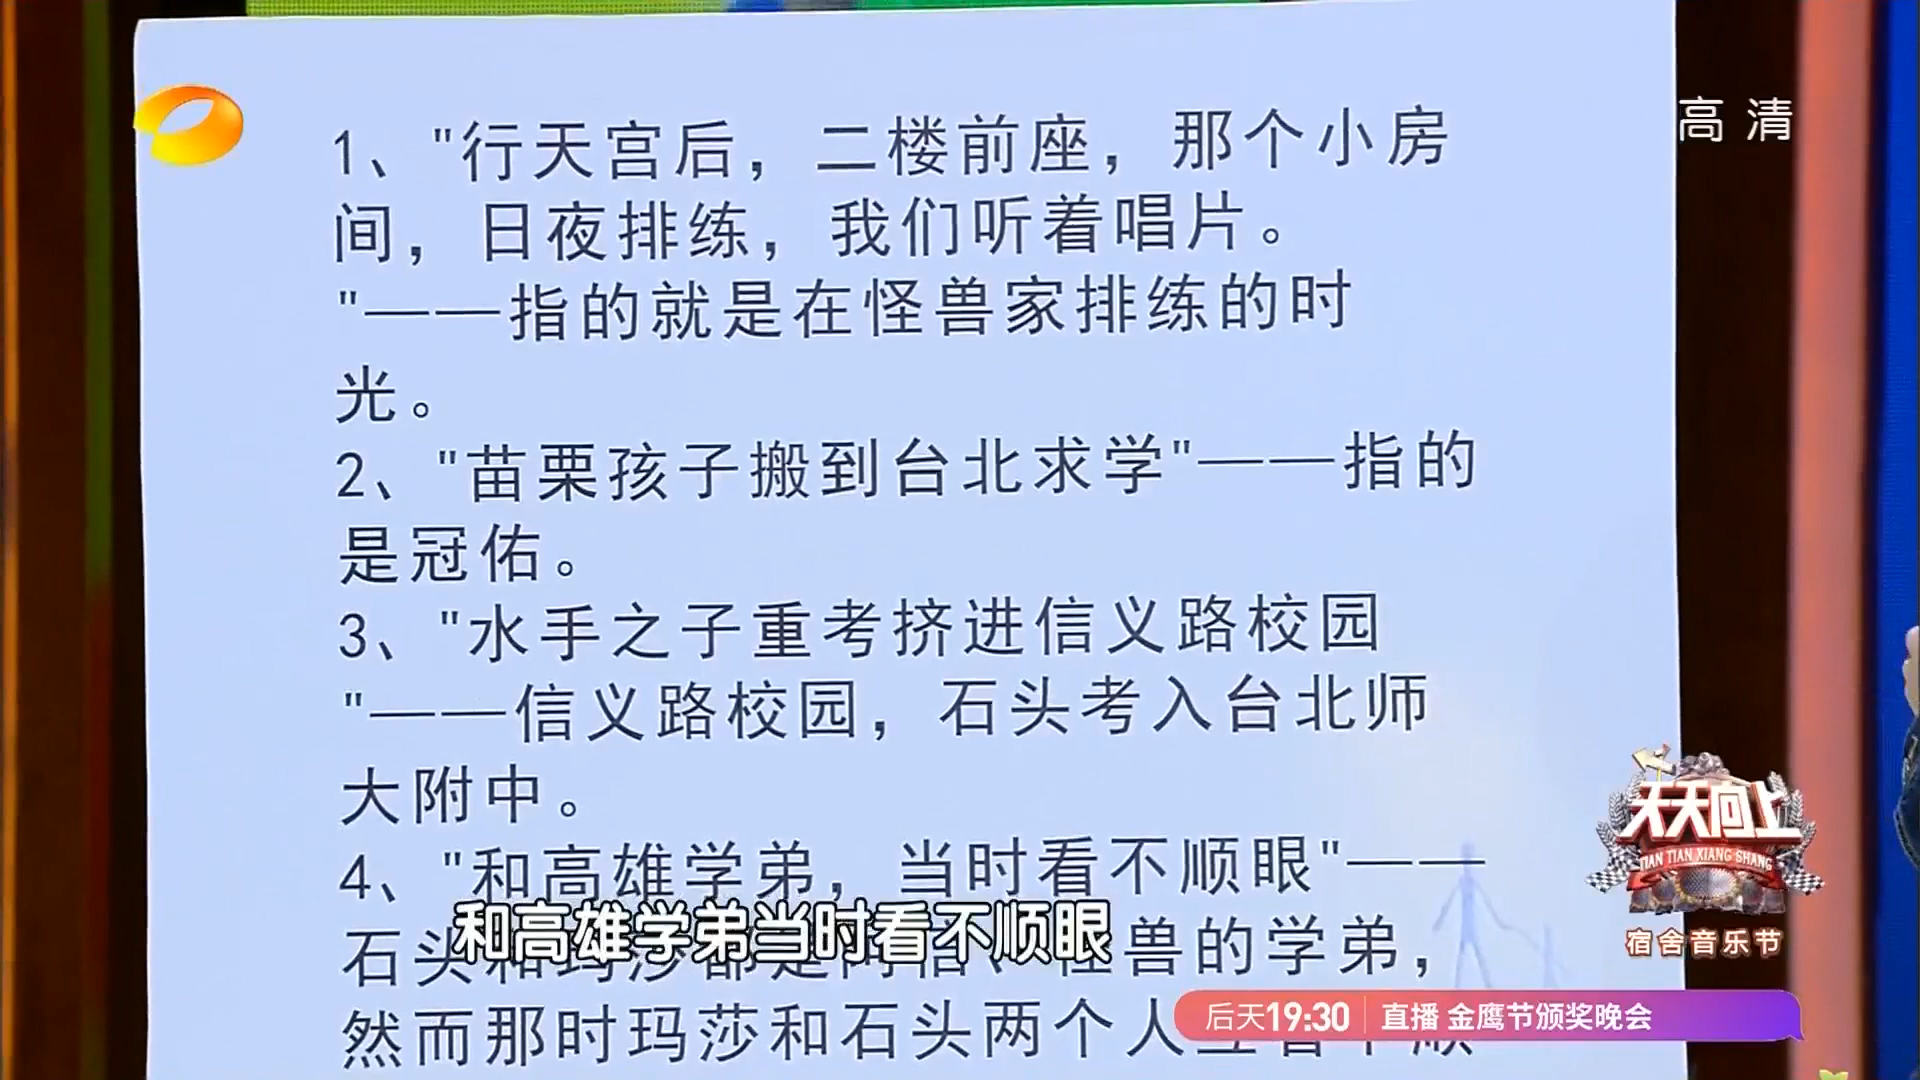 高清
1、"行天宫后，二楼前座，那个小房
间，日夜排练，我们听着唱片。
"——指的就是在怪兽家排练的时
光。
2、"苗栗孩子搬到台北求学"——指的
是冠佑。
3、"水手之子重考挤进信义路校园
"——信义路校园，石头考入台北师
大附中。
4、"和高雄学弟，当时看不顺眼"——
石头 兽的学弟，
和高雄学弟当时看不顺眼
然而那时玛莎和石头两个人
天天向上
TIAN TIAN XIANG SHANG
宿舍音乐节
后天19:30 直播 金鹰节颁奖晚会